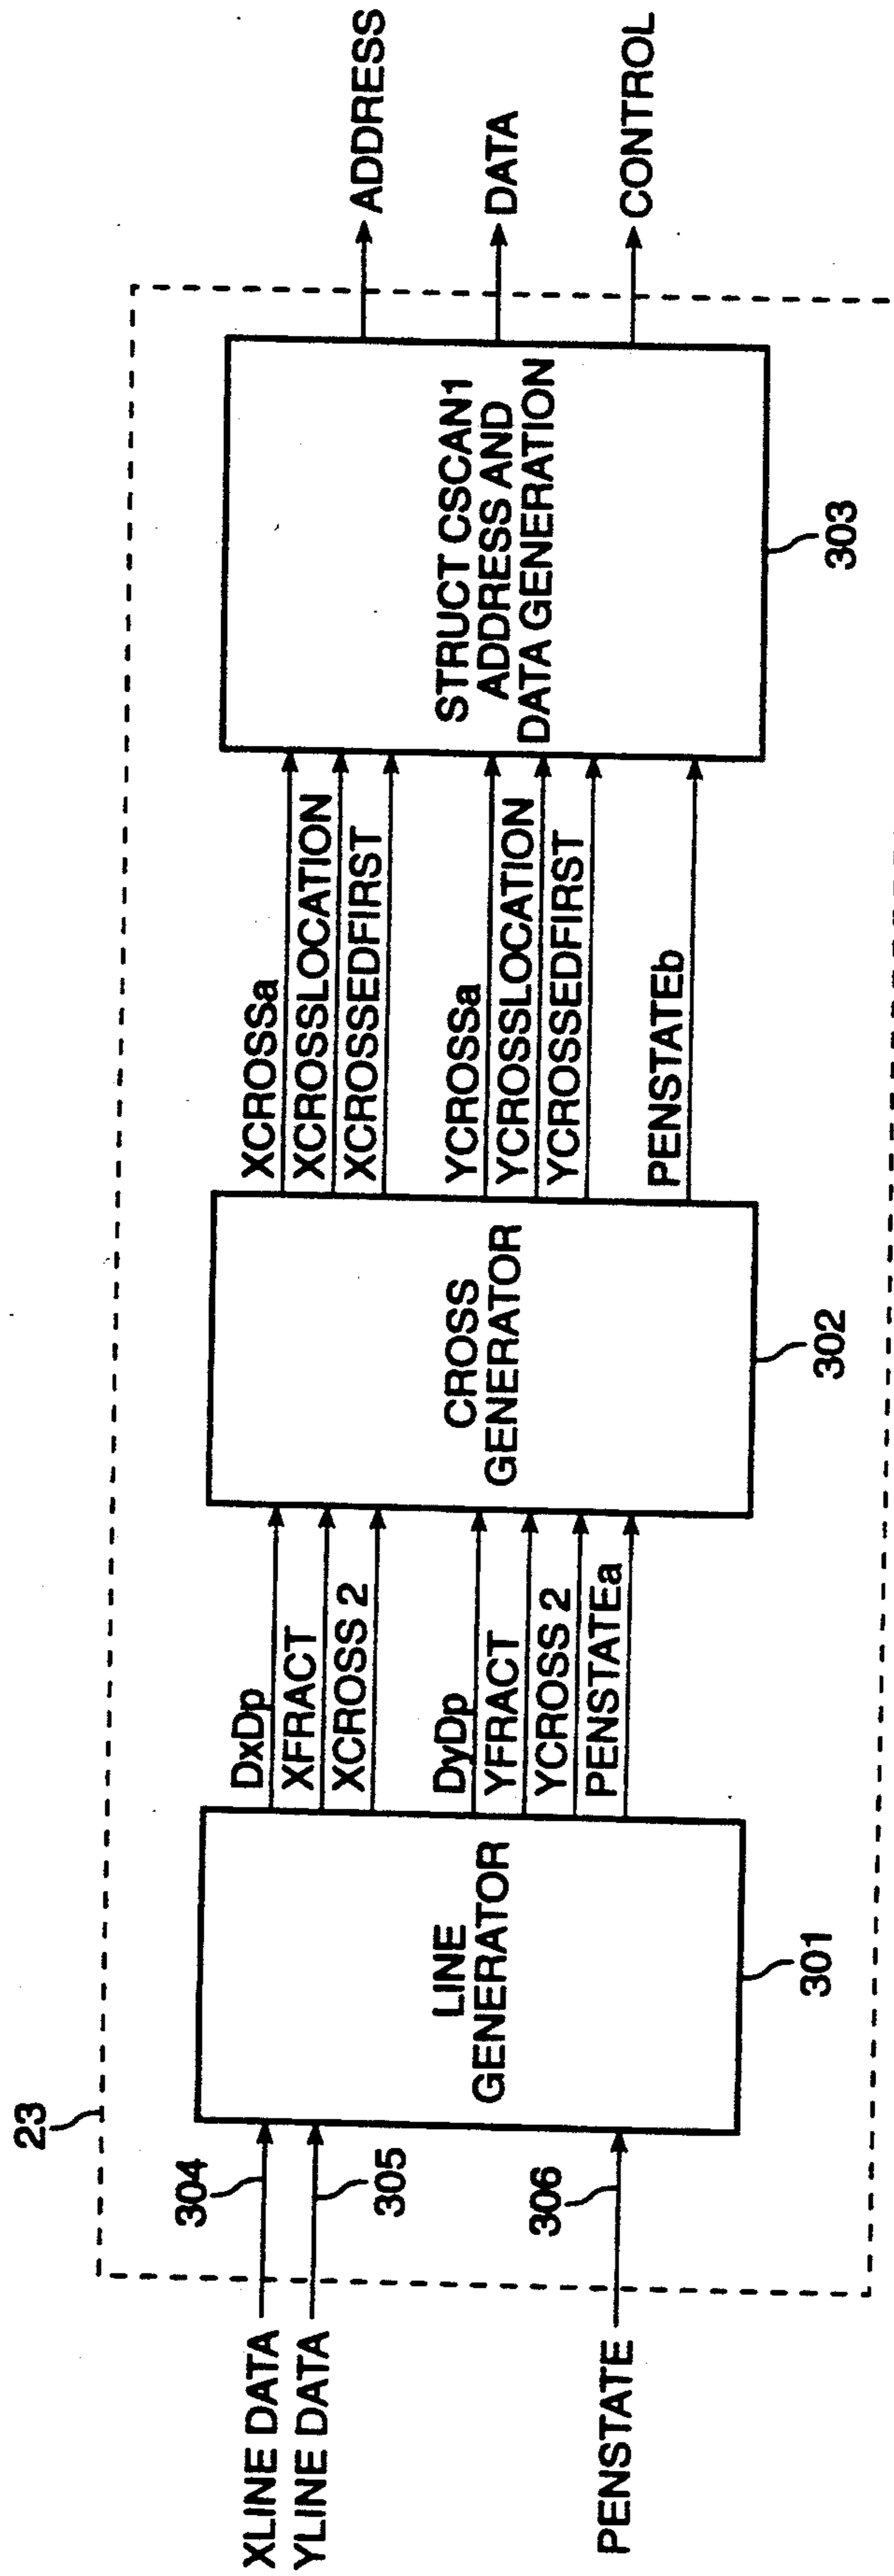 23
XLINE DATA
304
YLINE DATA
305
PENSTATE
306
LINE
GENERATOR
301
DxDp
XFRACT
XCROSS 2
DyDp
YFRACT
YCROSS 2
PENSTATEa
CROSS
GENERATOR
302
XCROSSa
XCROSSLOCATION
XCROSSEDFIRST
YCROSSa
YCROSSLOCATION
YCROSSEDFIRST
PENSTATEb
STRUCT CSCAN1
ADDRESS AND
DATA GENERATION
303
ADDRESS
DATA
CONTROL